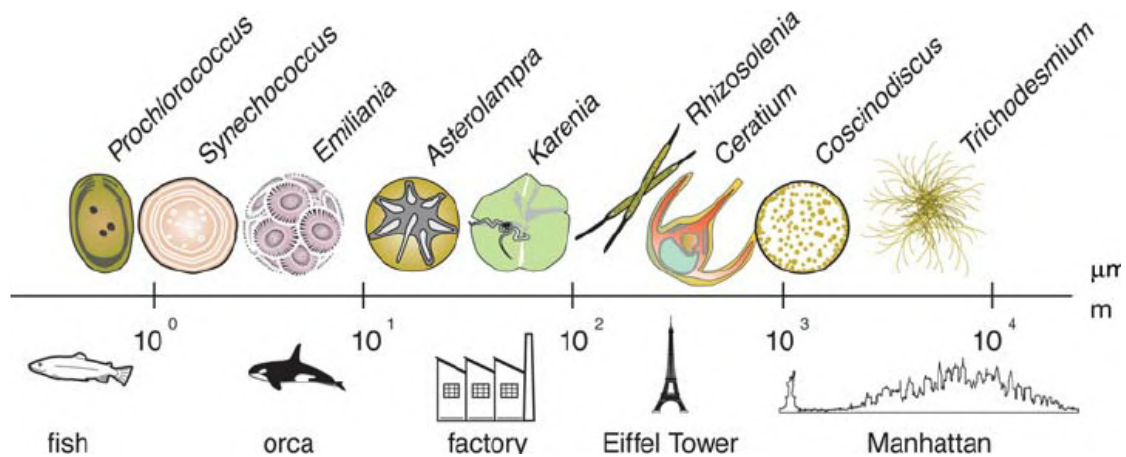 Prochlorococcus
Synechococcus
Emiliania
Asterolampra
Karenia
Rhizosolenia
Ceratium
Coscinodiscus
Trichodesmium
μm
m
10⁰ 10¹ 10² 10³ 10⁴
fish orca factory Eiffel Tower Manhattan